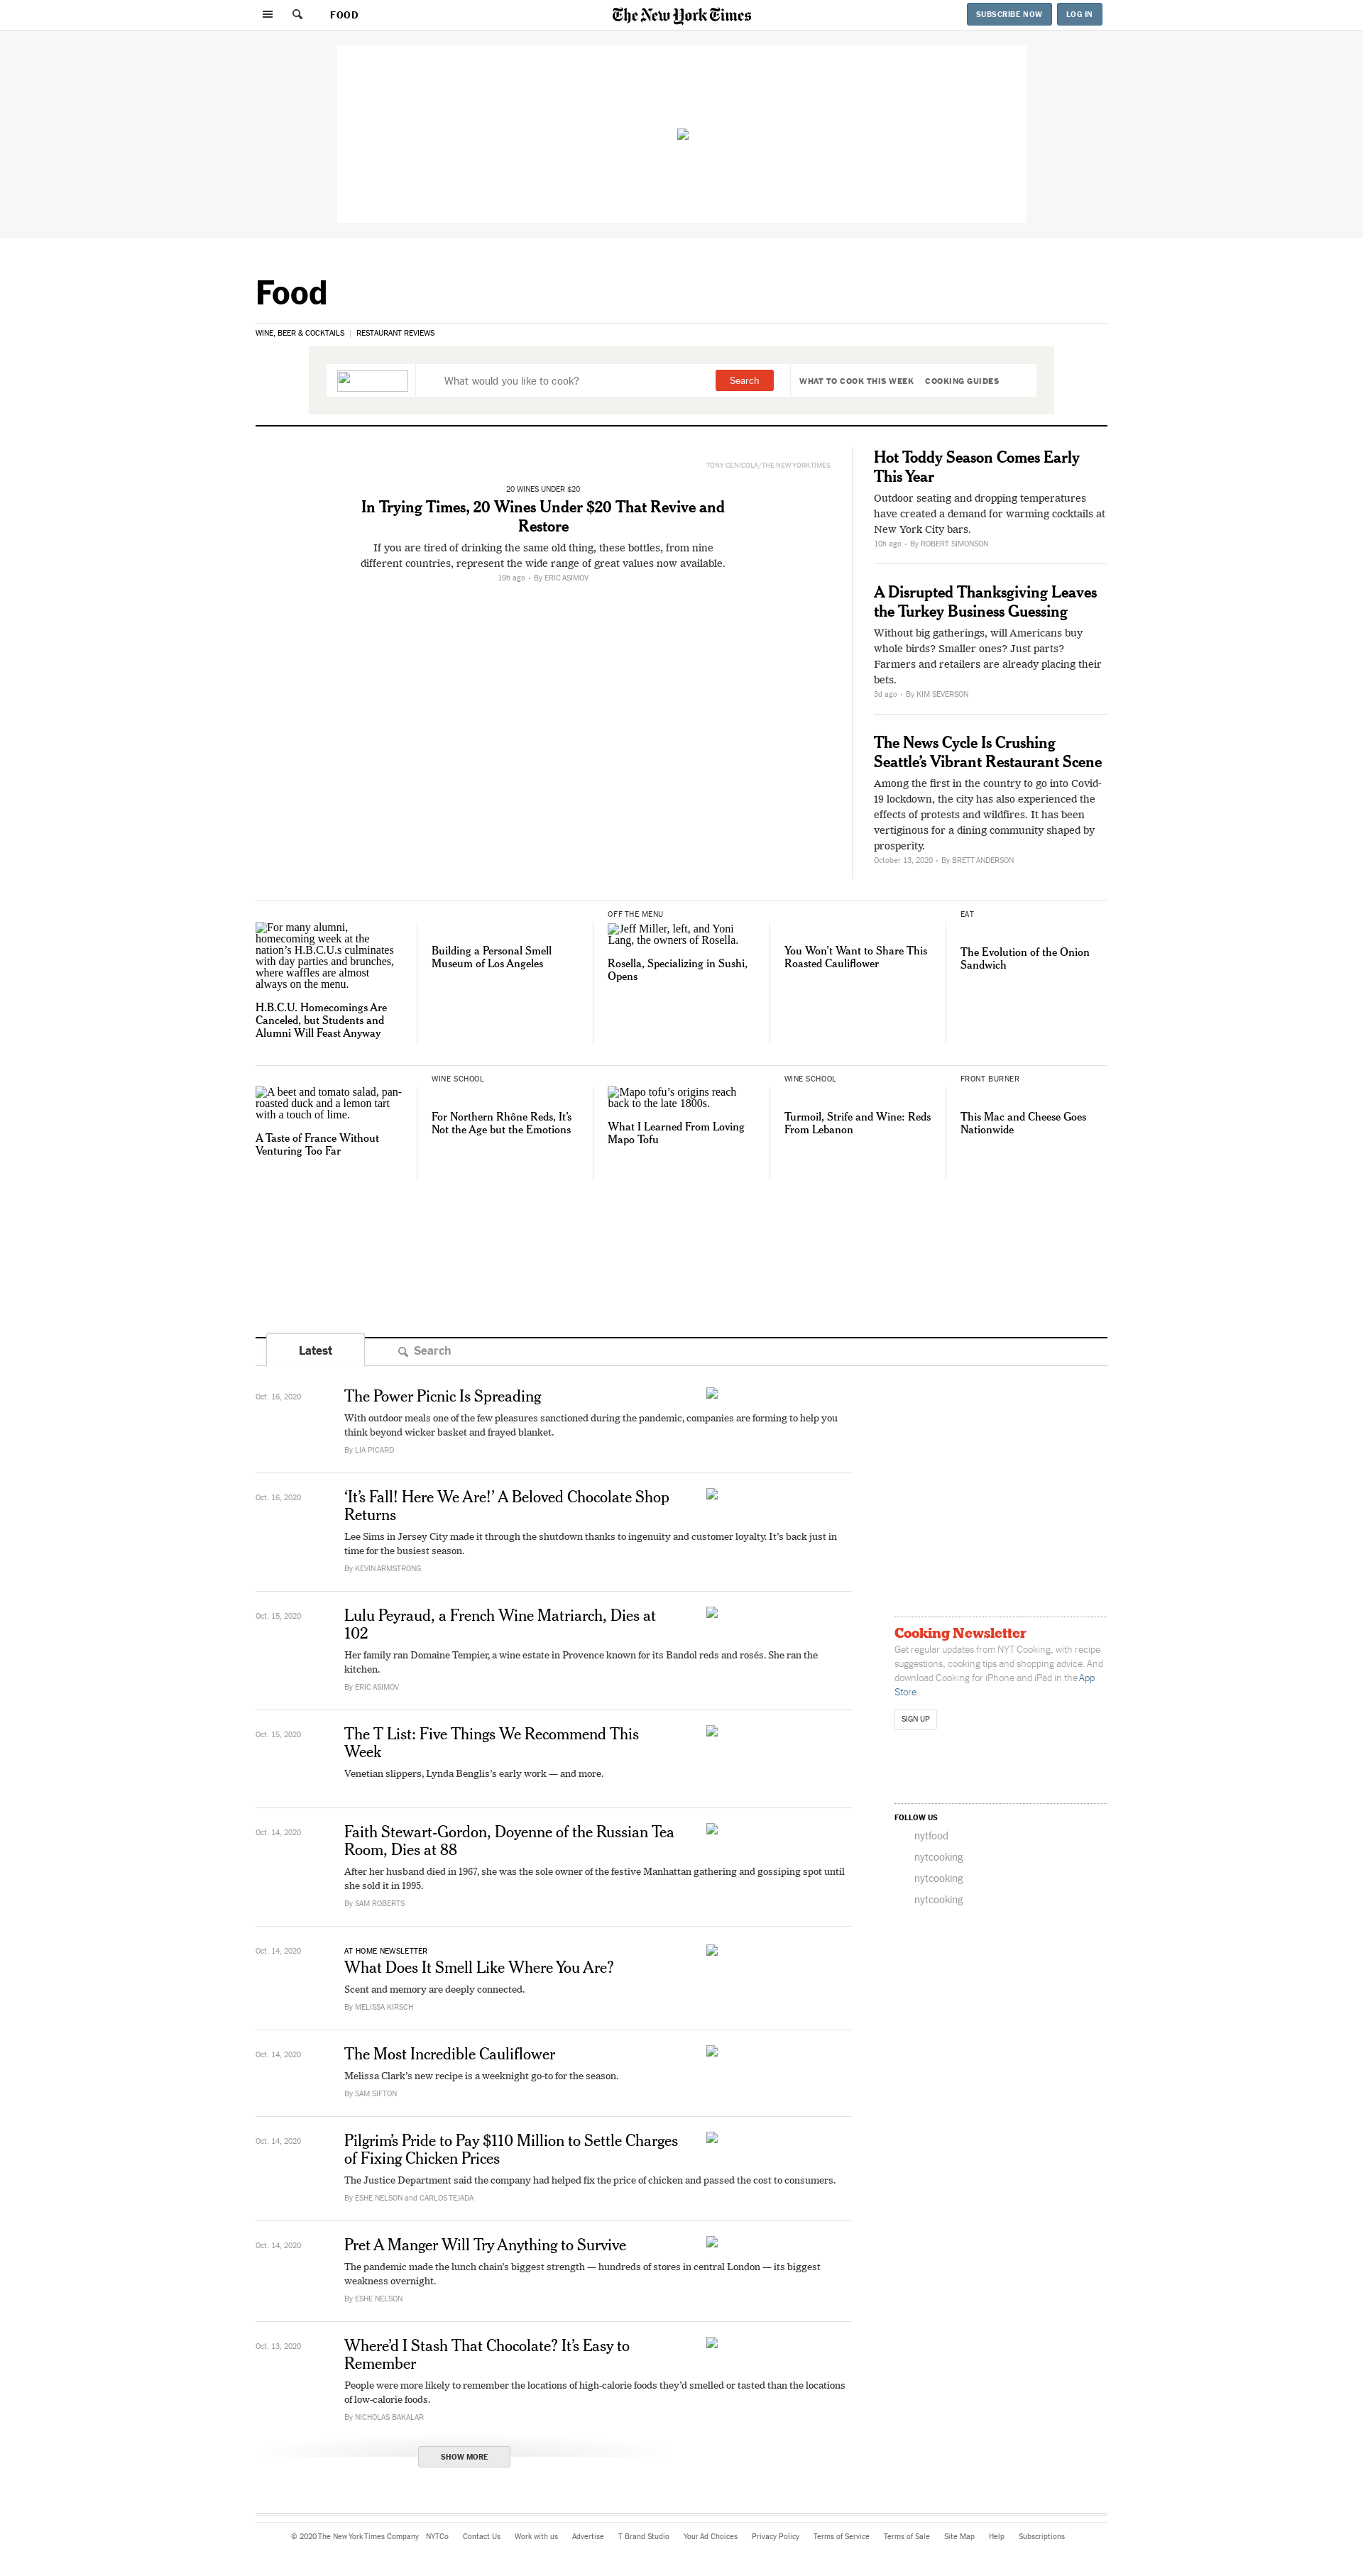 FOOD
The New York Times
SUBSCRIBE NOW
LOG IN
Food
WINE, BEER & COCKTAILS | RESTAURANT REVIEWS
What would you like to cook?
Search
WHAT TO COOK THIS WEEK
COOKING GUIDES
TONY CENICOLA/THE NEW YORK TIMES
20 WINES UNDER $20
In Trying Times, 20 Wines Under $20 That Revive and
Restore
If you are tired of drinking the same old thing, these bottles, from nine
different countries, represent the wide range of great values now available.
19h ago • By ERIC ASIMOV
Hot Toddy Season Comes Early
This Year
Outdoor seating and dropping temperatures
have created a demand for warming cocktails at
New York City bars.
10h ago • By ROBERT SIMONSON
A Disrupted Thanksgiving Leaves
the Turkey Business Guessing
Without big gatherings, will Americans buy
whole birds? Smaller ones? Just parts?
Farmers and retailers are already placing their
bets.
3d ago • By KIM SEVERSON
The News Cycle Is Crushing
Seattle’s Vibrant Restaurant Scene
Among the first in the country to go into Covid-
19 lockdown, the city has also experienced the
effects of protests and wildfires. It has been
vertiginous for a dining community shaped by
prosperity.
October 13, 2020 • By BRETT ANDERSON
For many alumni,
homecoming week at the
nation’s H.B.C.U.s culminates
with day parties and brunches,
where waffles are almost
always on the menu.
H.B.C.U. Homecomings Are
Canceled, but Students and
Alumni Will Feast Anyway
Building a Personal Smell
Museum of Los Angeles
OFF THE MENU
Jeff Miller, left, and Yoni
Lang, the owners of Rosella.
Rosella, Specializing in Sushi,
Opens
You Won’t Want to Share This
Roasted Cauliflower
EAT
The Evolution of the Onion
Sandwich
A beet and tomato salad, pan-
roasted duck and a lemon tart
with a touch of lime.
A Taste of France Without
Venturing Too Far
WINE SCHOOL
For Northern Rhône Reds, It’s
Not the Age but the Emotions
Mapo tofu’s origins reach
back to the late 1800s.
What I Learned From Loving
Mapo Tofu
WINE SCHOOL
Turmoil, Strife and Wine: Reds
From Lebanon
FRONT BURNER
This Mac and Cheese Goes
Nationwide
Latest
Search
Oct. 16, 2020
The Power Picnic Is Spreading
With outdoor meals one of the few pleasures sanctioned during the pandemic, companies are forming to help you
think beyond wicker basket and frayed blanket.
By LIA PICARD
Oct. 16, 2020
‘It’s Fall! Here We Are!’ A Beloved Chocolate Shop
Returns
Lee Sims in Jersey City made it through the shutdown thanks to ingenuity and customer loyalty. It’s back just in
time for the busiest season.
By KEVIN ARMSTRONG
Oct. 15, 2020
Lulu Peyraud, a French Wine Matriarch, Dies at
102
Her family ran Domaine Tempier, a wine estate in Provence known for its Bandol reds and rosés. She ran the
kitchen.
By ERIC ASIMOV
Oct. 15, 2020
The T List: Five Things We Recommend This
Week
Venetian slippers, Lynda Benglis’s early work — and more.
Oct. 14, 2020
Faith Stewart-Gordon, Doyenne of the Russian Tea
Room, Dies at 88
After her husband died in 1967, she was the sole owner of the festive Manhattan gathering and gossiping spot until
she sold it in 1995.
By SAM ROBERTS
Oct. 14, 2020
AT HOME NEWSLETTER
What Does It Smell Like Where You Are?
Scent and memory are deeply connected.
By MELISSA KIRSCH
Oct. 14, 2020
The Most Incredible Cauliflower
Melissa Clark’s new recipe is a weeknight go-to for the season.
By SAM SIFTON
Oct. 14, 2020
Pilgrim’s Pride to Pay $110 Million to Settle Charges
of Fixing Chicken Prices
The Justice Department said the company had helped fix the price of chicken and passed the cost to consumers.
By ESHE NELSON and CARLOS TEJADA
Oct. 14, 2020
Pret A Manger Will Try Anything to Survive
The pandemic made the lunch chain’s biggest strength — hundreds of stores in central London — its biggest
weakness overnight.
By ESHE NELSON
Oct. 13, 2020
Where’d I Stash That Chocolate? It’s Easy to
Remember
People were more likely to remember the locations of high-calorie foods they’d smelled or tasted than the locations
of low-calorie foods.
By NICHOLAS BAKALAR
SHOW MORE
Cooking Newsletter
Get regular updates from NYT Cooking, with recipe
suggestions, cooking tips and shopping advice. And
download Cooking for iPhone and iPad in the App
Store.
SIGN UP
FOLLOW US
nytfood
nytcooking
nytcooking
nytcooking
© 2020 The New York Times Company NYTCo Contact Us Work with us Advertise T Brand Studio Your Ad Choices Privacy Policy Terms of Service Terms of Sale Site Map Help Subscriptions